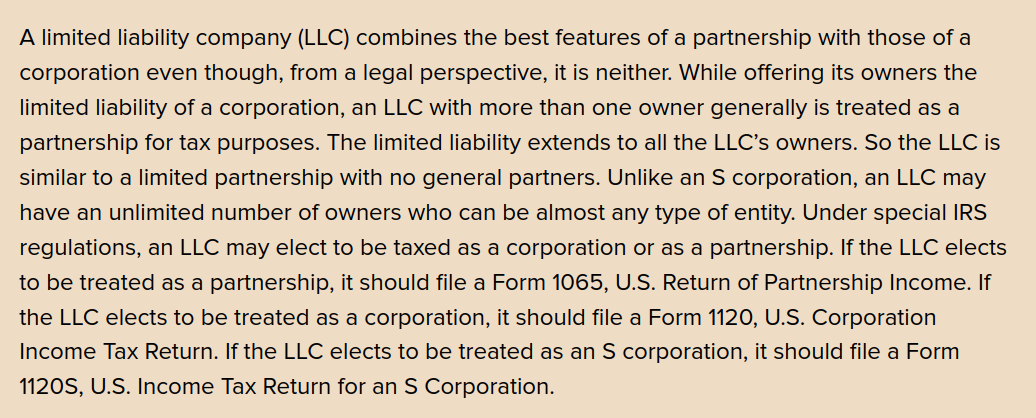 A limited liability company (LLC) combines the best features of a partnership with those of a
corporation even though, from a legal perspective, it is neither. While offering its owners the
limited liability of a corporation, an LLC with more than one owner generally is treated as a
partnership for tax purposes. The limited liability extends to all the LLC’s owners. So the LLC is
similar to a limited partnership with no general partners. Unlike an S corporation, an LLC may
have an unlimited number of owners who can be almost any type of entity. Under special IRS
regulations, an LLC may elect to be taxed as a corporation or as a partnership. If the LLC elects
to be treated as a partnership, it should file a Form 1065, U.S. Return of Partnership Income. If
the LLC elects to be treated as a corporation, it should file a Form 1120, U.S. Corporation
Income Tax Return. If the LLC elects to be treated as an S corporation, it should file a Form
1120S, U.S. Income Tax Return for an S Corporation.